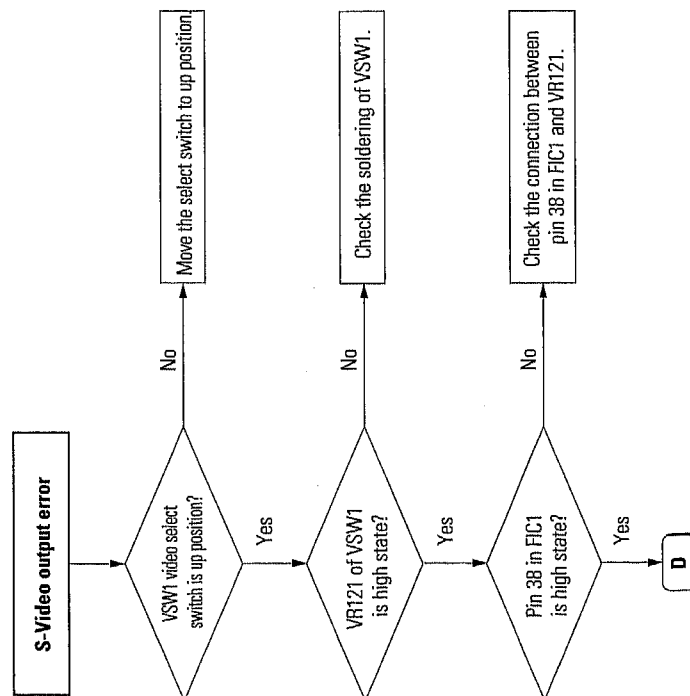 S-Video output error
VSW1 video select
switch is up position?
No
Move the select switch to up position.
Yes
VR121 of VSW1
is high state?
No
Check the soldering of VSW1.
Yes
Pin 38 in FIC1
is high state?
No
Check the connection between
pin 38 in FIC1 and VR121.
Yes
D